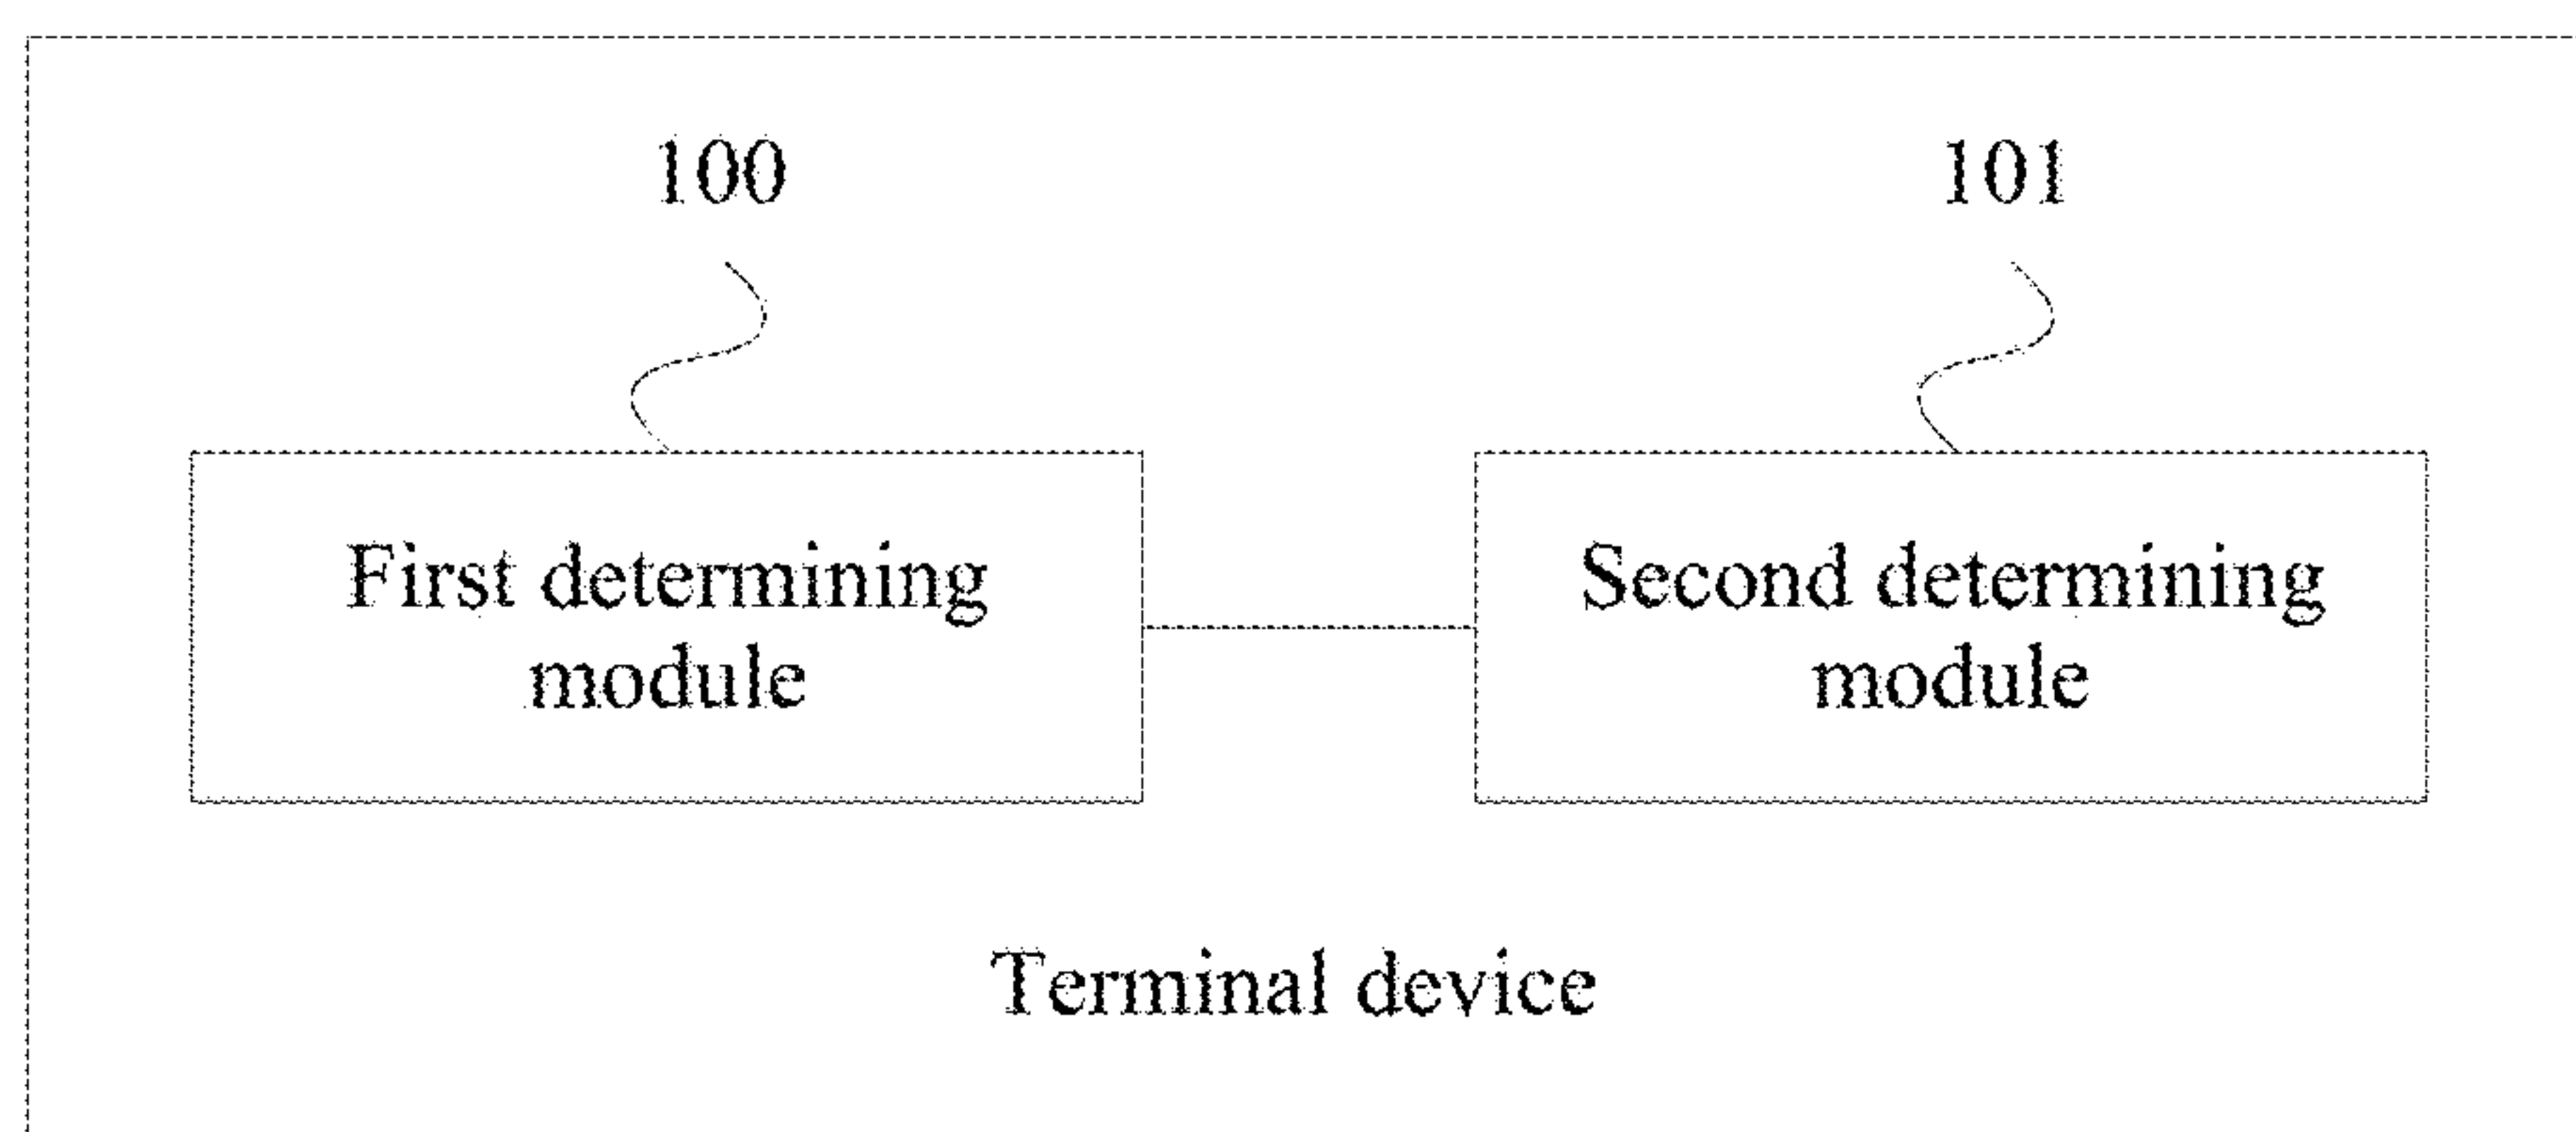 100
101
First determining
module
Second determining
module
Terminal device